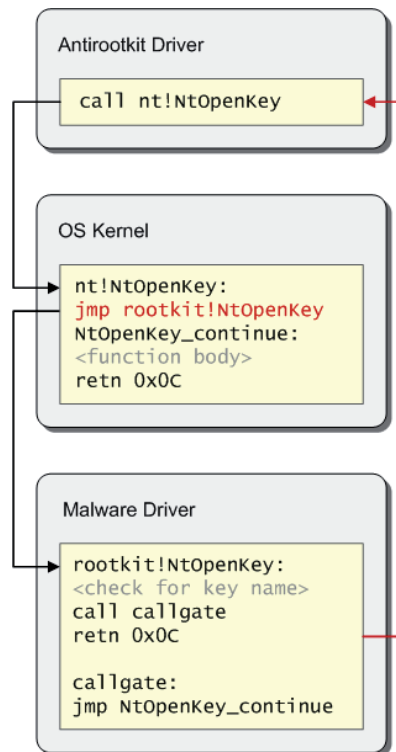 Antirootkit Driver
call nt!NtOpenKey
OS Kernel
nt!NtOpenKey:
jmp rootkit!NtOpenKey
NtOpenKey_continue:
<function body>
retn 0x0C
Malware Driver
rootkit!NtOpenKey:
<check for key name>
call callgate
retn 0x0C
callgate:
jmp NtOpenKey_continue